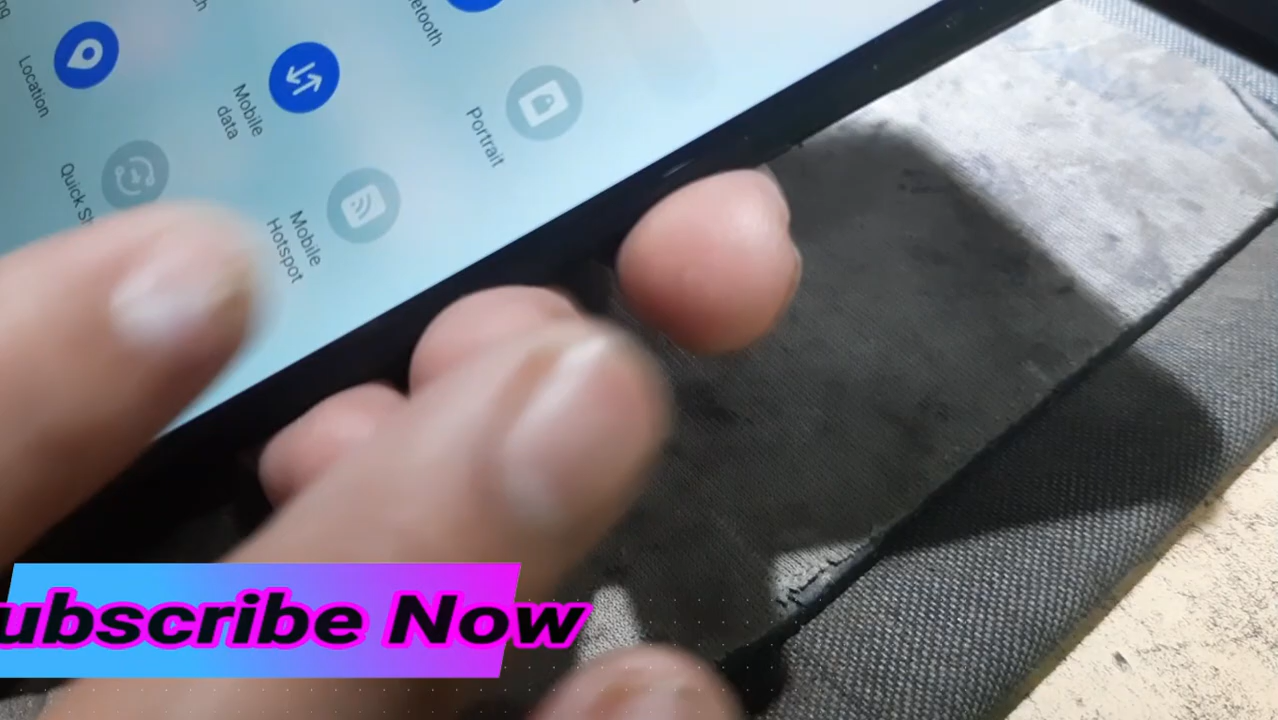 Location
Mobile
data
Portrait
Mobile
Hotspot
ubscribe Now